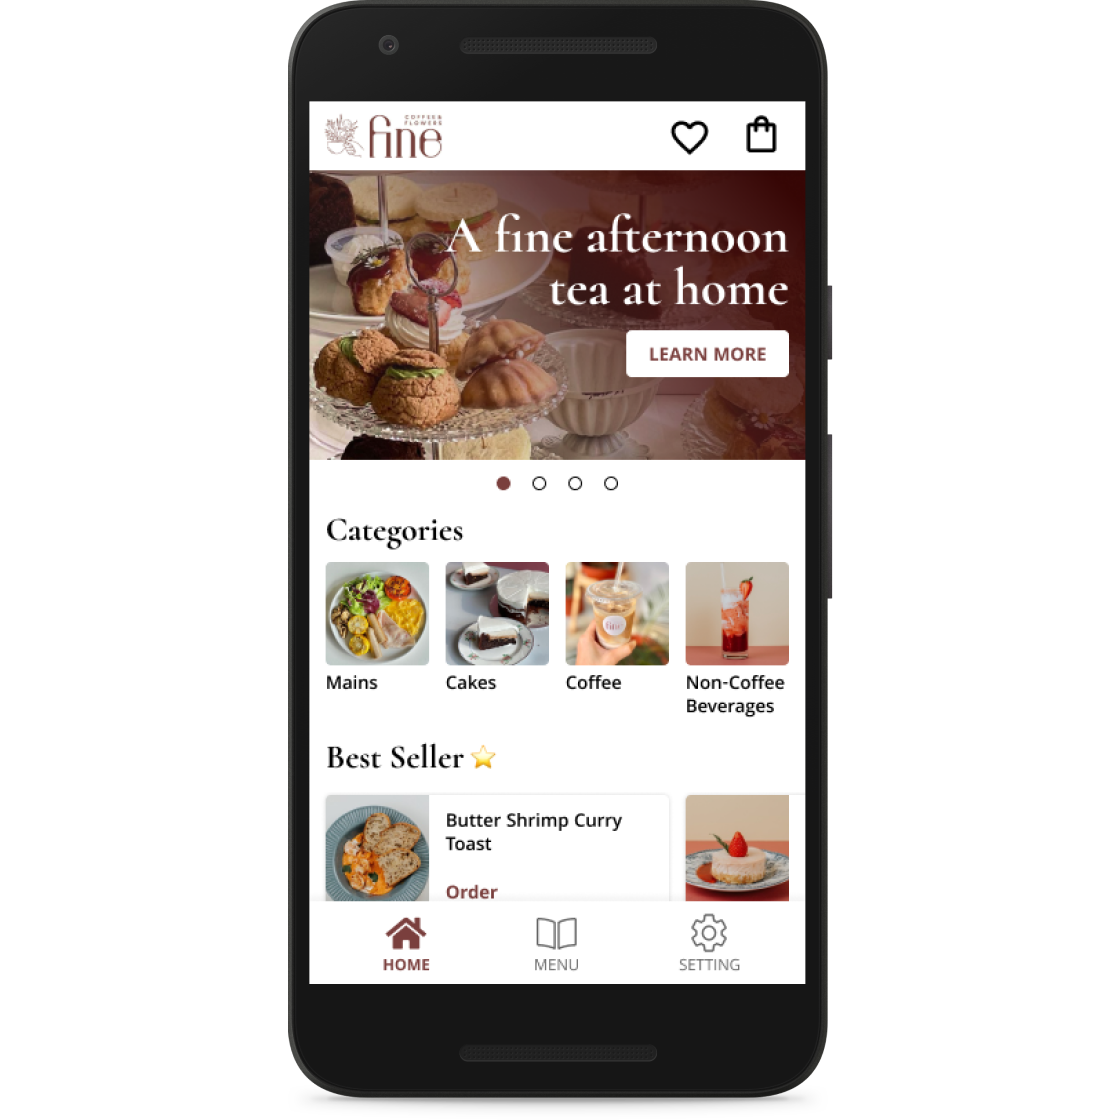 COFFEE&
FLOWERS
fine
A fine afternoon
tea at home
LEARN MORE
Categories
fine
Mains
Cakes
Coffee
Non-Coffee
Beverages
Best Seller ⭐
Butter Shrimp Curry
Toast
Order
HOME
MENU
SETTING